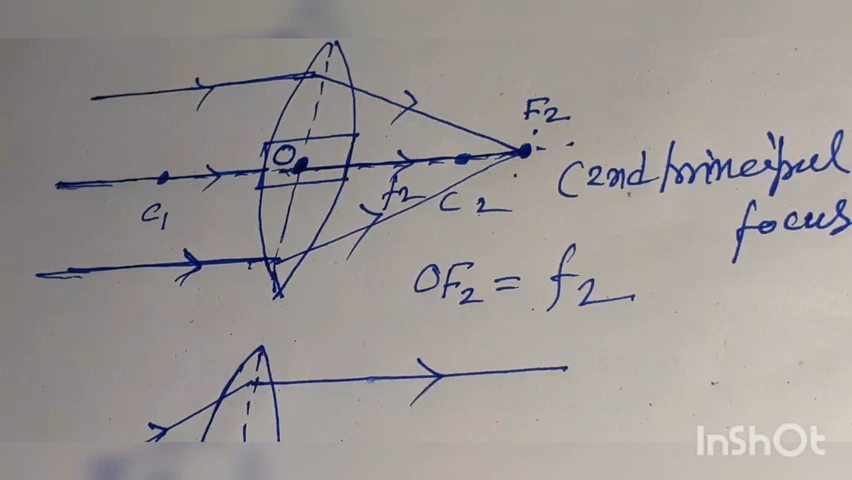 F2
O
f2
C1
C2
(2nd principal
focus
OF2 = f2
InShOt